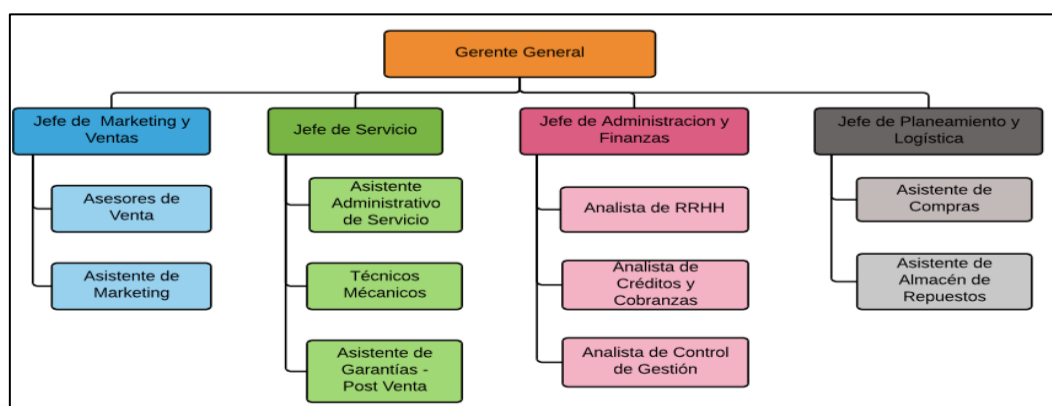 Gerente General
Jefe de Marketing y
Ventas
Asesores de
Venta
Asistente de
Marketing
Jefe de Servicio
Asistente
Administrativo
de Servicio
Técnicos
Mécanicos
Asistente de
Garantías -
Post Venta
Jefe de Administracion y
Finanzas
Analista de RRHH
Analista de
Créditos y
Cobranzas
Analista de Control
de Gestión
Jefe de Planeamiento y
Logística
Asistente de
Compras
Asistente de
Almacén de
Repuestos